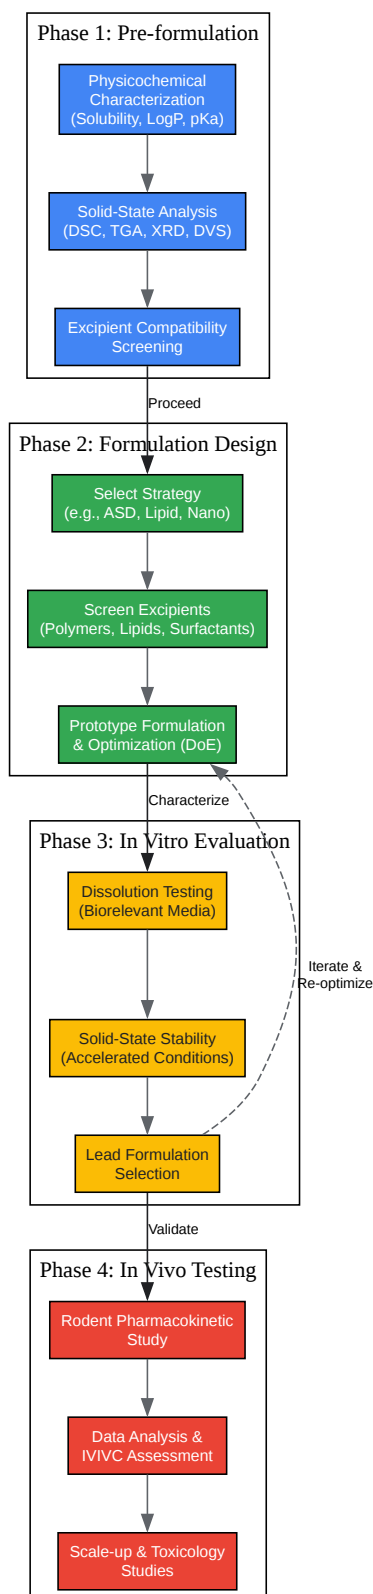 Phase 1: Pre-formulation
Physicochemical
Characterization
(Solubility, LogP, pKa)
Solid-State Analysis
(DSC, TGA, XRD, DVS)
Excipient Compatibility
Screening
Proceed
Phase 2: Formulation Design
Select Strategy
(e.g., ASD, Lipid, Nano)
Screen Excipients
(Polymers, Lipids, Surfactants)
Prototype Formulation
& Optimization (DoE)
Characterize
Phase 3: In Vitro Evaluation
Dissolution Testing
(Biorelevant Media)
Iterate &
Re-optimize
Solid-State Stability
(Accelerated Conditions)
Lead Formulation
Selection
Validate
Phase 4: In Vivo Testing
Rodent Pharmacokinetic
Study
Data Analysis &
IVIVC Assessment
Scale-up & Toxicology
Studies